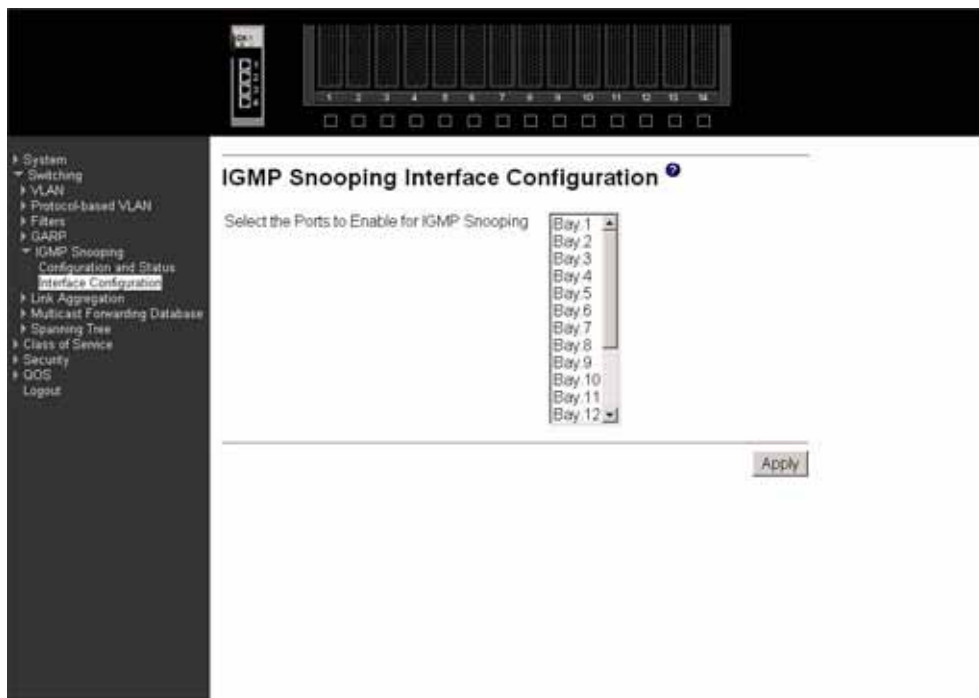 1 2 3 4 5 6 7 8 9 10 11 12 13 14
System
Switching
VLAN
Protocol-based VLAN
Filters
GARP
IGMP Snooping
Configuration and Status
Interface Configuration
Link Aggregation
Multicast Forwarding Database
Spanning Tree
Class of Service
Security
QOS
Logout
IGMP Snooping Interface Configuration ?
Select the Ports to Enable for IGMP Snooping
Bay.1
Bay.2
Bay.3
Bay.4
Bay.5
Bay.6
Bay.7
Bay.8
Bay.9
Bay.10
Bay.11
Bay.12
Apply